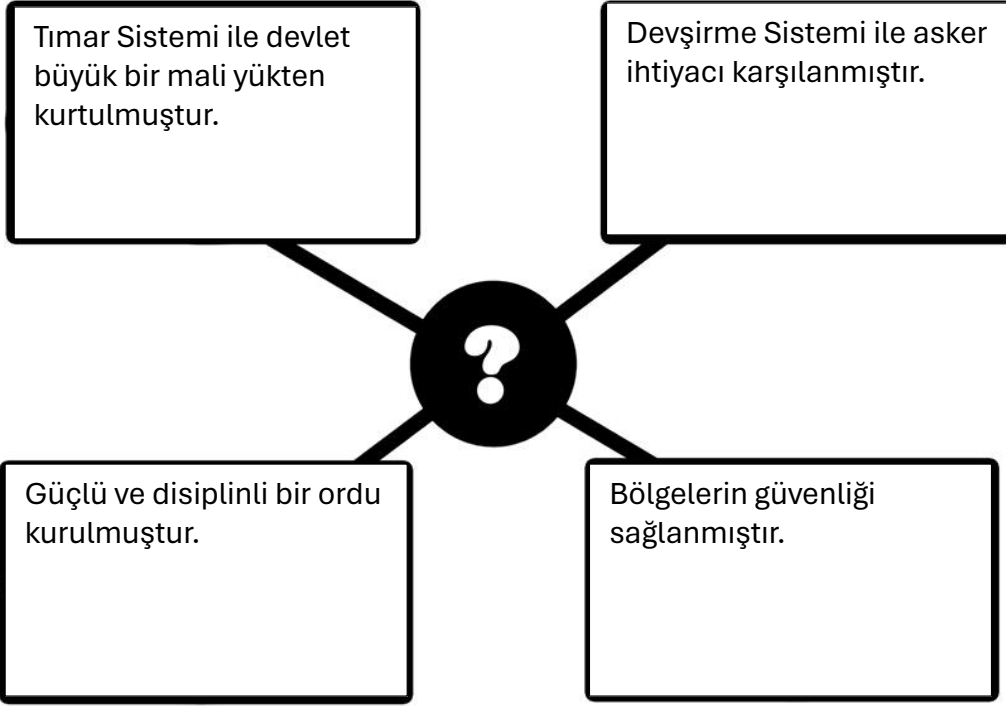 Tımar Sistemi ile devlet
büyük bir mali yükten
kurtulmuştur.
Devşirme Sistemi ile asker
ihtiyacı karşılanmıştır.
?
Güçlü ve disiplinli bir ordu
kurulmuştur.
Bölgelerin güvenliği
sağlanmıştır.